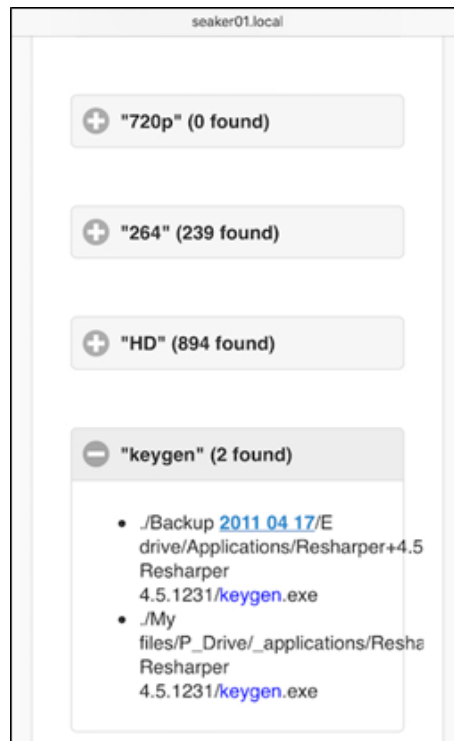 seaker01.local
"720p" (0 found)
"264" (239 found)
"HD" (894 found)
"keygen" (2 found)
• ./Backup 2011 04 17/E
drive/Applications/Resharper+4.5
Resharper
4.5.1231/keygen.exe
• ./My
files/P_Drive/_applications/Resha
Resharper
4.5.1231/keygen.exe